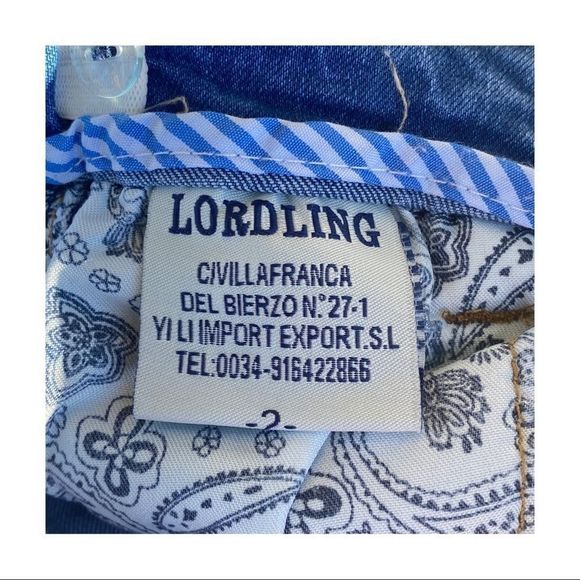 LORDLING
C/VILLAFRANCA
DEL BIERZO N.º27-1
YI LI IMPORT EXPORT.S.L
TEL:0034-916422866
-2-